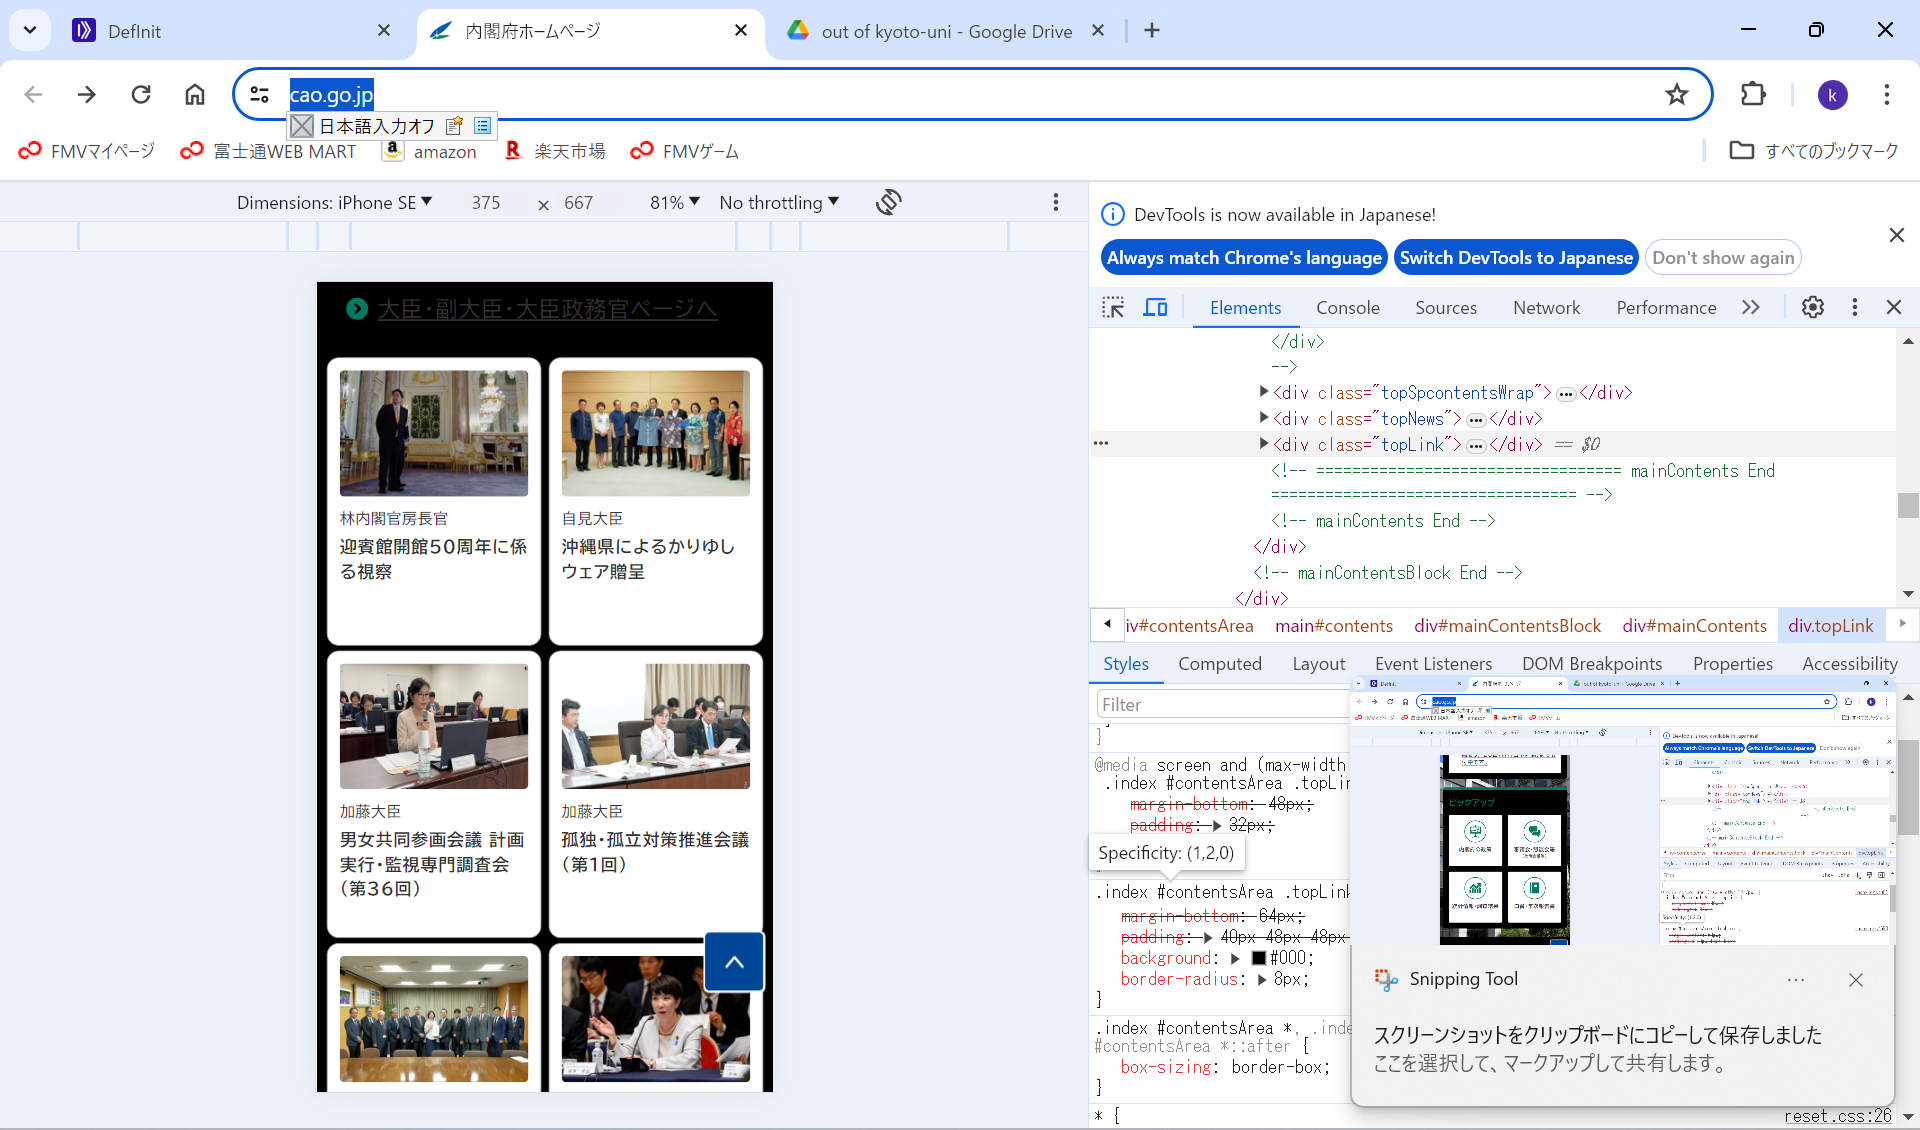 DefInit
内閣府ホームページ
out of kyoto-uni - Google Drive
cao.go.jp
日本語入力オフ
FMVマイページ
富士通WEB MART
amazon
楽天市場
FMVゲーム
すべてのブックマーク
Dimensions: iPhone SE
375 × 667
81%
No throttling
大臣・副大臣・大臣政務官ページへ
林内閣官房長官
迎賓館開館50周年に係
る視察
自見大臣
沖縄県によるかりゆし
ウェア贈呈
加藤大臣
男女共同参画会議 計画
実行・監視専門調査会
（第36回）
加藤大臣
孤独・孤立対策推進会議
（第1回）
DevTools is now available in Japanese!
Always match Chrome's language
Switch DevTools to Japanese
Don't show again
Elements
Console
Sources
Network
Performance
</div>
-->
<div class="topSpcontentsWrap">…</div>
<div class="topNews">…</div>
<div class="topLink">…</div> == $0
<!-- ================================== mainContents End
================================== -->
<!-- mainContents End -->
</div>
<!-- mainContentsBlock End -->
</div>
iv#contentsArea
main#contents
div#mainContentsBlock
div#mainContents
div.topLink
Styles
Computed
Layout
Event Listeners
DOM Breakpoints
Properties
Accessibility
Filter
}
@media screen and (max-width
.index #contentsArea .topLin
margin-bottom: 48px;
padding: 32px;
Specificity: (1,2,0)
.index #contentsArea .topLink
margin-bottom: 64px;
padding: 40px 48px 48px
background: #000;
border-radius: 8px;
}
.index #contentsArea *, .inde
#contentsArea *::after {
box-sizing: border-box;
}
* {
reset.css:26
ピックアップ
Snipping Tool
スクリーンショットをクリップボードにコピーして保存しました
ここを選択して、マークアップして共有します。